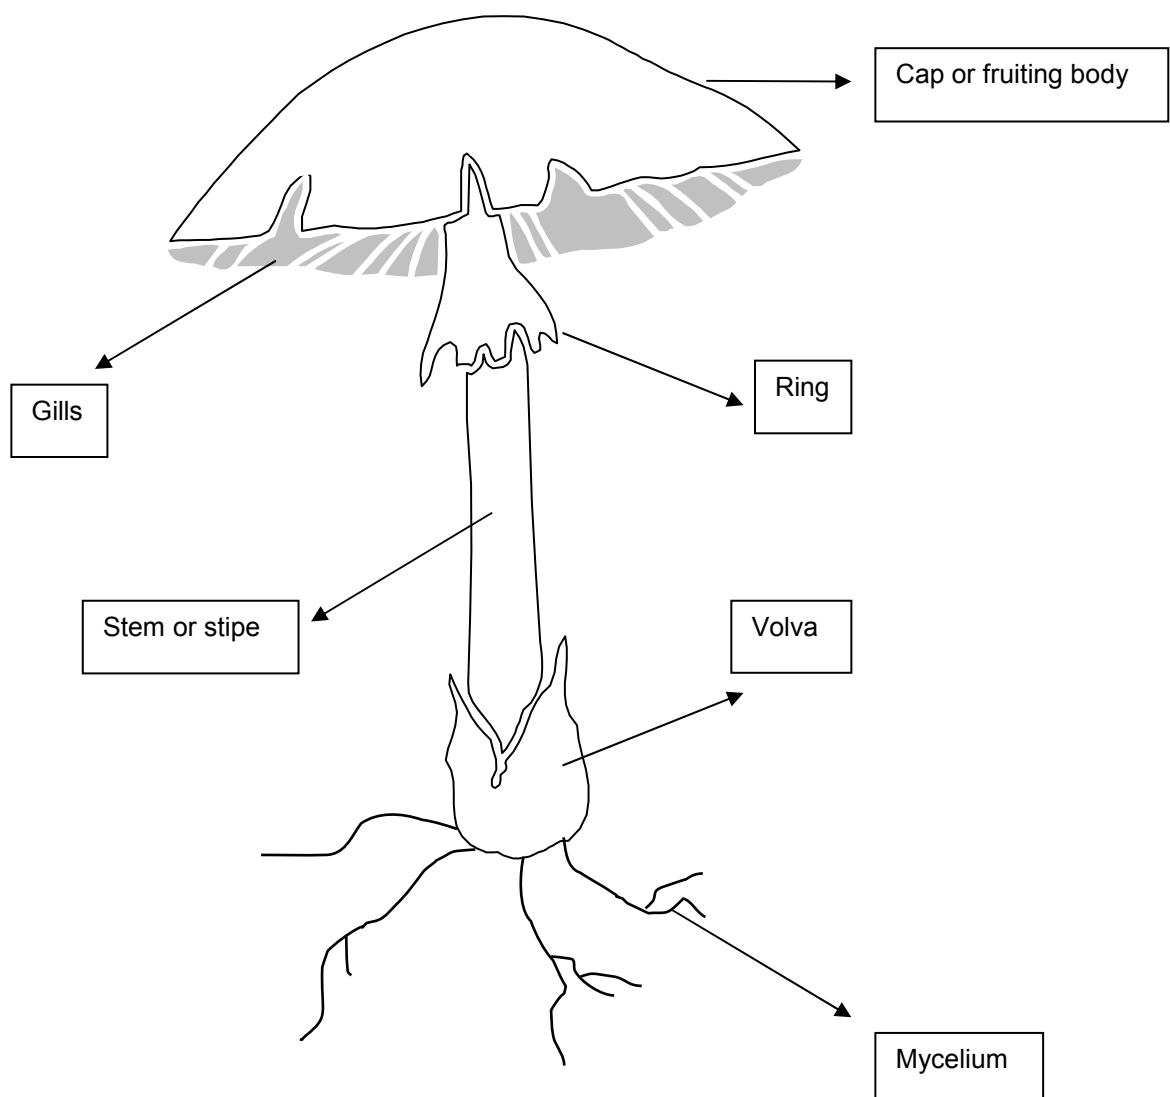 Cap or fruiting body
Gills
Ring
Stem or stipe
Volva
Mycelium